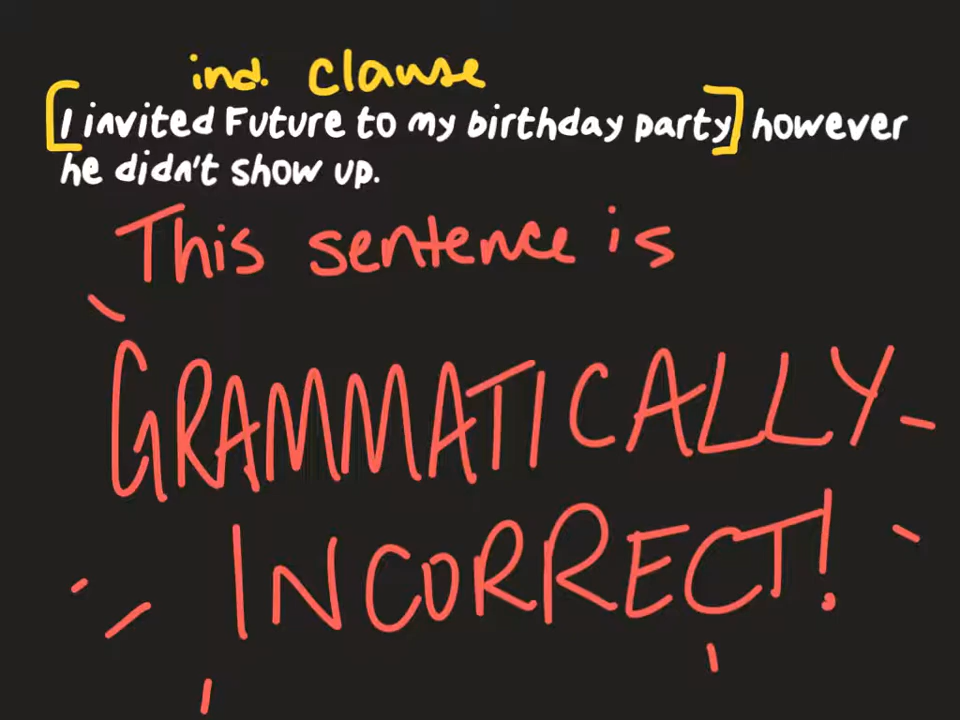 ind. clause
[I invited Future to my birthday party] however
he didn't show up.
This sentence is
GRAMMATICALLY
INCORRECT!